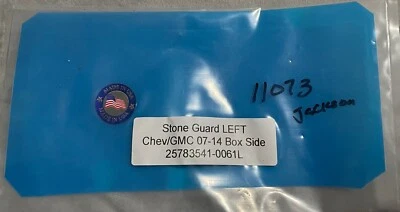 11073
Jackson
Stone Guard LEFT
Chev/GMC 07-14 Box Side
25783541-0061L